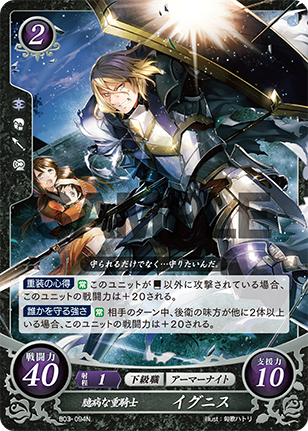 2
SAMPLE
守られるだけでなく…守りたいんだ。
重装の心得 常 このユニットが■以外に攻撃されている場合、
このユニットの戦闘力は+20される。
誰かを守る強さ 常 相手のターン中、後衛の味方が他に2体以上
いる場合、このユニットの戦闘力は+20される。
戦闘力
40
射程 1 下級職 アーマーナイト
支援力
10
臆病な重騎士 イグニス
B03-094N Illust:匈歌ハトリ